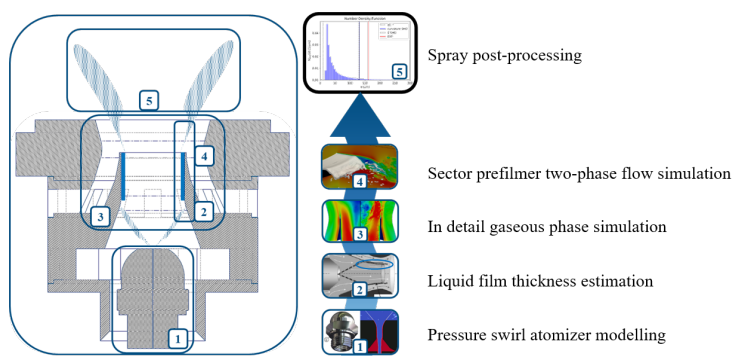 Number Density Function
5
Spray post-processing
5
4
4
Sector prefilmer two-phase flow simulation
3
2
3
In detail gaseous phase simulation
2
Liquid film thickness estimation
1
1
Pressure swirl atomizer modelling